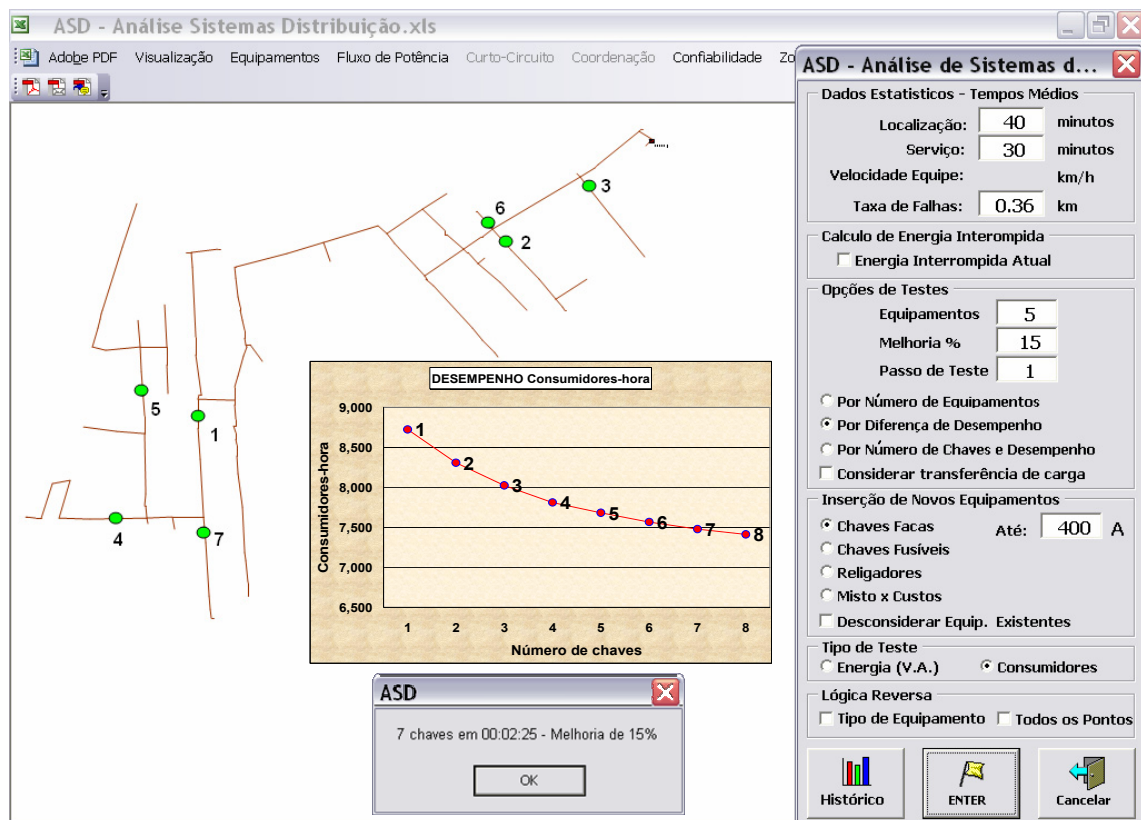 ASD - Análise Sistemas Distribuição.xls
Adobe PDF Visualização Equipamentos Fluxo de Potência Curto-Circuito Coordenação Confiabilidade Zo
ASD - Análise de Sistemas d...
Dados Estatisticos - Tempos Médios
Localização: 40 minutos
Serviço: 30 minutos
Velocidade Equipe: km/h
Taxa de Falhas: 0.36 km
Calculo de Energia Interompida
Energia Interrompida Atual
Opções de Testes
Equipamentos 5
Melhoria % 15
Passo de Teste 1
Por Número de Equipamentos
Por Diferença de Desempenho
Por Número de Chaves e Desempenho
Considerar transferência de carga
Inserção de Novos Equipamentos
Chaves Facas Até: 400 A
Chaves Fusíveis
Religadores
Misto x Custos
Desconsiderar Equip. Existentes
Tipo de Teste
Energia (V.A.) Consumidores
Lógica Reversa
Tipo de Equipamento Todos os Pontos
Histórico ENTER Cancelar
3
6
2
5
1
4
7
DESEMPENHO Consumidores-hora
Consumidores-hora
9,000
8,500
8,000
7,500
7,000
6,500
1 2 3 4 5 6 7 8
1 2 3 4 5 6 7 8
Número de chaves
ASD
7 chaves em 00:02:25 - Melhoria de 15%
OK